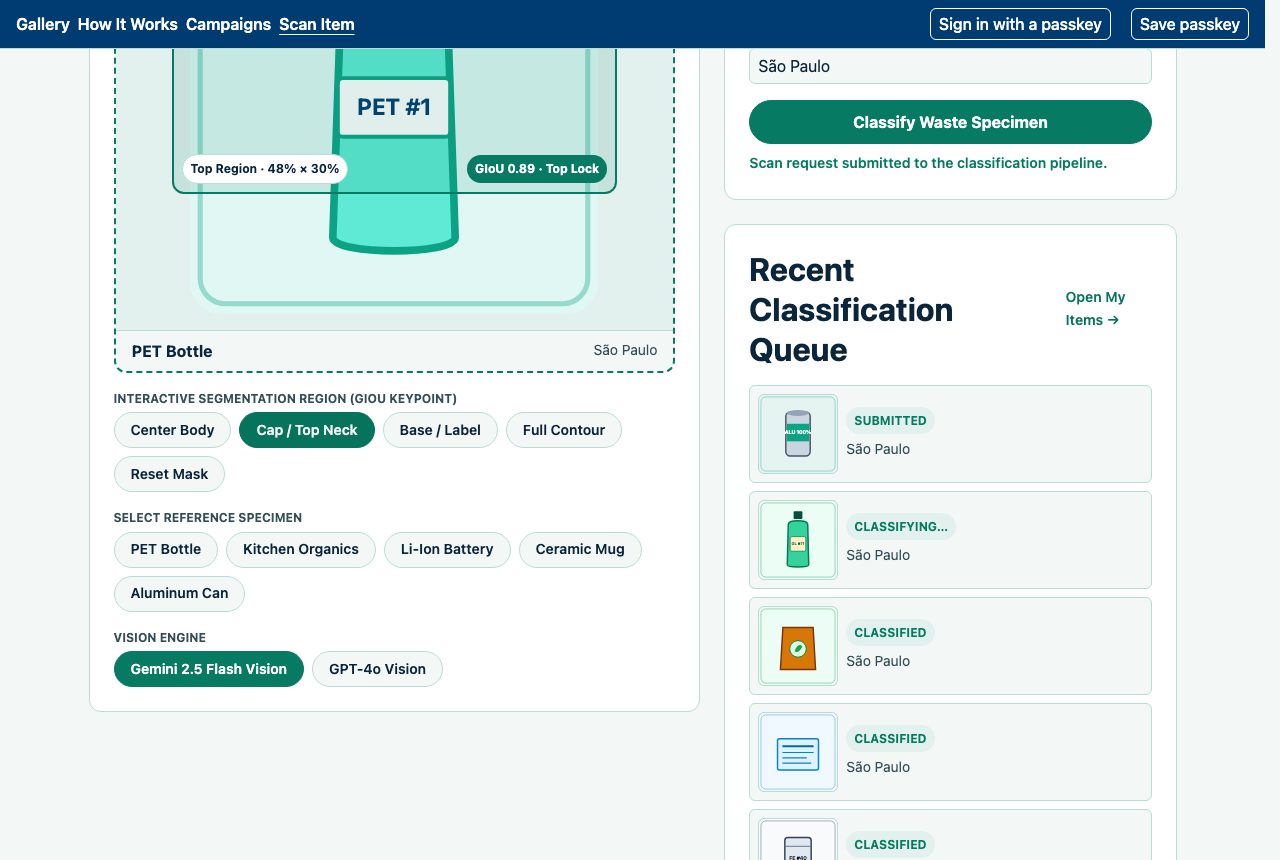 Gallery How It Works Campaigns Scan Item Sign in with a passkey Save passkey
PET #1
Top Region · 48% × 30%
GIoU 0.89 · Top Lock
PET Bottle
São Paulo
INTERACTIVE SEGMENTATION REGION (GIOU KEYPOINT)
Center Body Cap / Top Neck Base / Label Full Contour
Reset Mask
SELECT REFERENCE SPECIMEN
PET Bottle Kitchen Organics Li-Ion Battery Ceramic Mug
Aluminum Can
VISION ENGINE
Gemini 2.5 Flash Vision GPT-4o Vision
São Paulo
Classify Waste Specimen
Scan request submitted to the classification pipeline.
Recent
Classification
Queue
Open My
Items →
ALU 100%
SUBMITTED
São Paulo
CLASSIFYING...
São Paulo
CLASSIFIED
São Paulo
CLASSIFIED
São Paulo
FE #40
CLASSIFIED